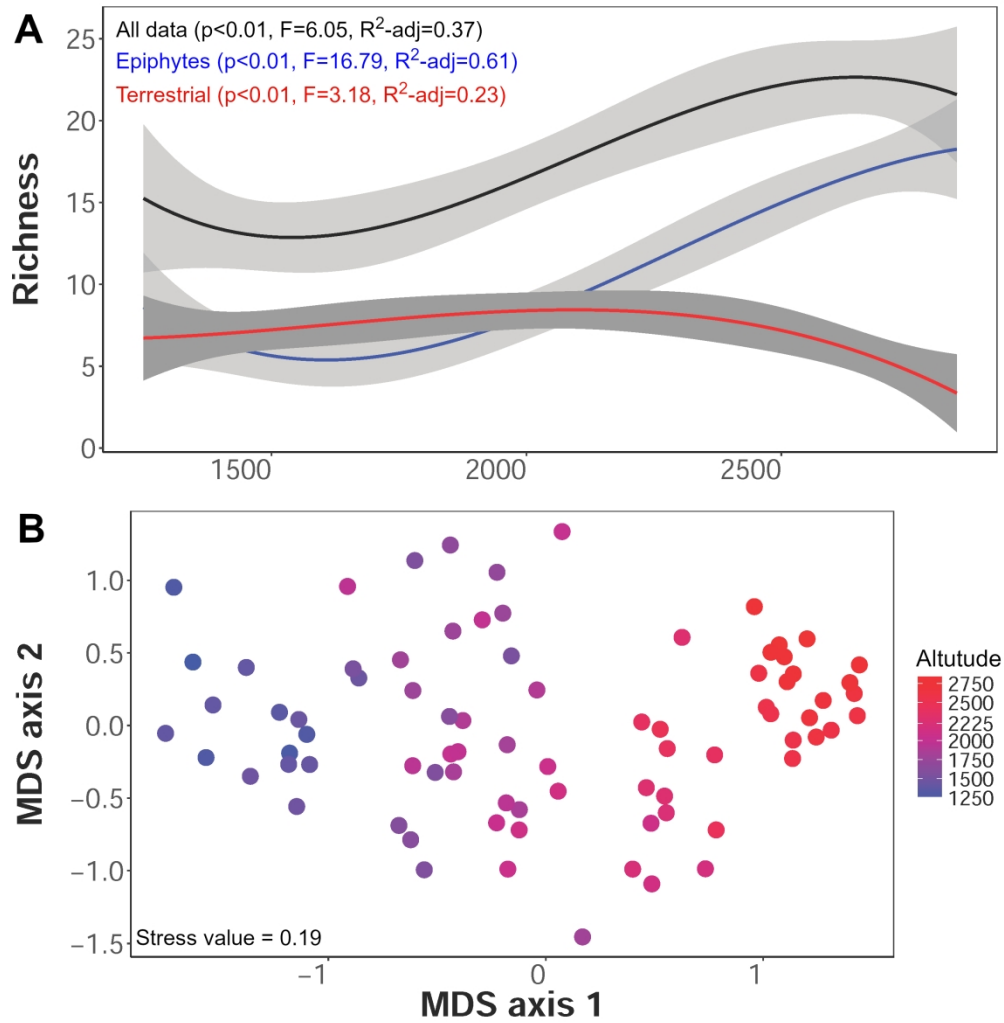 A
All data (p<0.01, F=6.05, R²-adj=0.37)
Epiphytes (p<0.01, F=16.79, R²-adj=0.61)
Terrestrial (p<0.01, F=3.18, R²-adj=0.23)
Richness
25
20
15
10
5
0
1500
2000
2500
B
MDS axis 2
1.0
0.5
0.0
−0.5
−1.0
−1.5
Stress value = 0.19
−1
0
1
MDS axis 1
Altutude
2750
2225
2000
1750
1500
1250